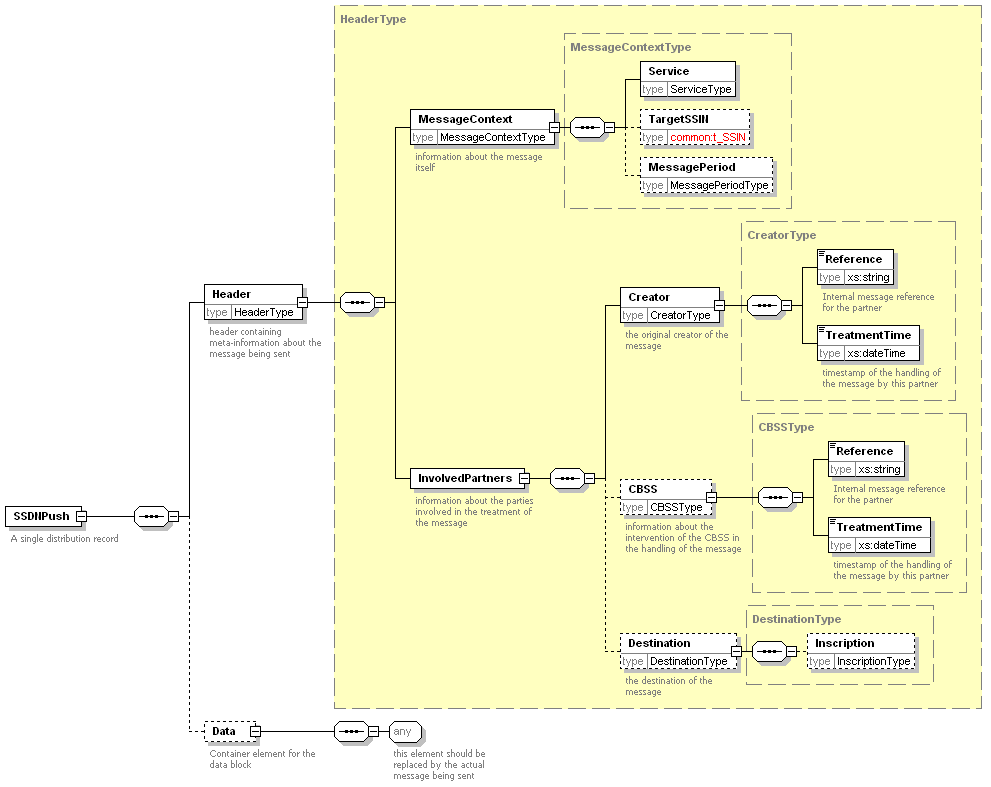 HeaderType
MessageContextType
Service
type ServiceType
TargetSSIN
type common:t_SSIN
MessagePeriod
type MessagePeriodType
MessageContext
type MessageContextType
information about the message
itself
CreatorType
Reference
type xs:string
Internal message reference
for the partner
TreatmentTime
type xs:dateTime
timestamp of the handling of
the message by this partner
Creator
type CreatorType
the original creator of the
message
Header
type HeaderType
header containing
meta-information about the
message being sent
CBSSType
Reference
type xs:string
Internal message reference
for the partner
TreatmentTime
type xs:dateTime
timestamp of the handling of
the message by this partner
InvolvedPartners
information about the parties
involved in the treatment of
the message
CBSS
type CBSSType
information about the
intervention of the CBSS in
the handling of the message
SSDNPush
A single distribution record
DestinationType
Destination
type DestinationType
the destination of the
message
Inscription
type InscriptionType
Data
Container element for the
data block
any
this element should be
replaced by the actual
message being sent